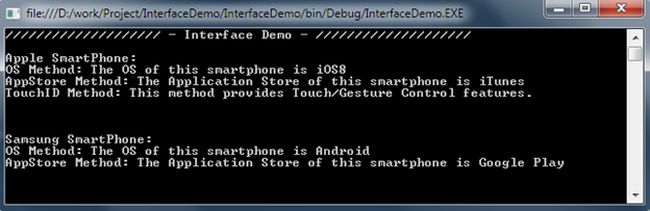 file:///D:/work/Project/InterfaceDemo/InterfaceDemo/bin/Debug/InterfaceDemo.EXE
///////////////////// - Interface Demo - /////////////////////
Apple SmartPhone:
OS Method: The OS of this smartphone is iOS8
AppStore Method: The Application Store of this smartphone is iTunes
TouchID Method: This method provides Touch/Gesture Control features.
Samsung SmartPhone:
OS Method: The OS of this smartphone is Android
AppStore Method: The Application Store of this smartphone is Google Play